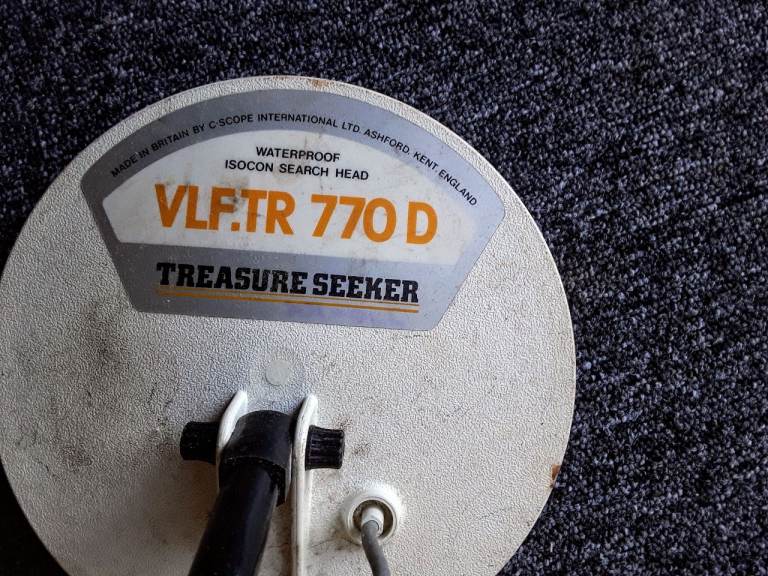 MADE IN BRITAIN BY C-SCOPE INTERNATIONAL LTD. ASHFORD. KENT. ENGLAND
WATERPROOF
ISOCON SEARCH HEAD
VLF.TR 770 D
TREASURE SEEKER